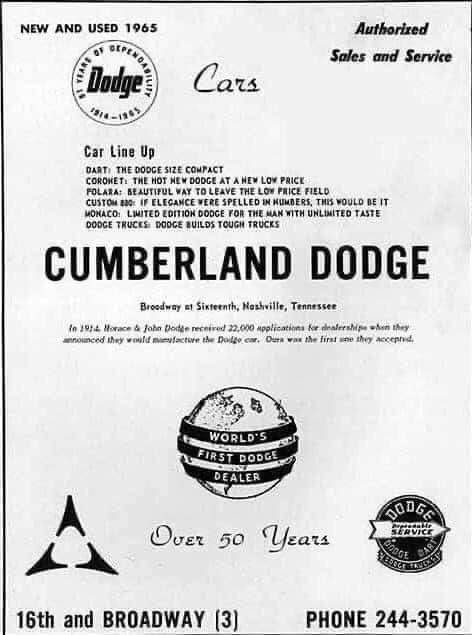 NEW AND USED 1965
Authorized
Sales and Service
51 YEARS OF DEPENDABILITY
Dodge
1914-1965
Cars
Car Line Up
DART: THE DODGE SIZE COMPACT
CORONET: THE HOT NEW DODGE AT A NEW LOW PRICE
POLARA: BEAUTIFUL WAY TO LEAVE THE LOW PRICE FIELD
CUSTOM 880: IF ELEGANCE WERE SPELLED IN NUMBERS, THIS WOULD BE IT
MONACO: LIMITED EDITION DODGE FOR THE MAN WITH UNLIMITED TASTE
DODGE TRUCKS: DODGE BUILDS TOUGH TRUCKS
CUMBERLAND DODGE
Broadway at Sixteenth, Nashville, Tennessee
In 1914, Horace & John Dodge received 22,000 applications for dealerships when they
announced they would manufacture the Dodge car. Ours was the first one they accepted.
WORLD'S
FIRST DODGE
DEALER
Over 50 Years
DODGE
Dependable
SERVICE
DODGE DART
DODGE TRUCKS
16th and BROADWAY (3)
PHONE 244-3570